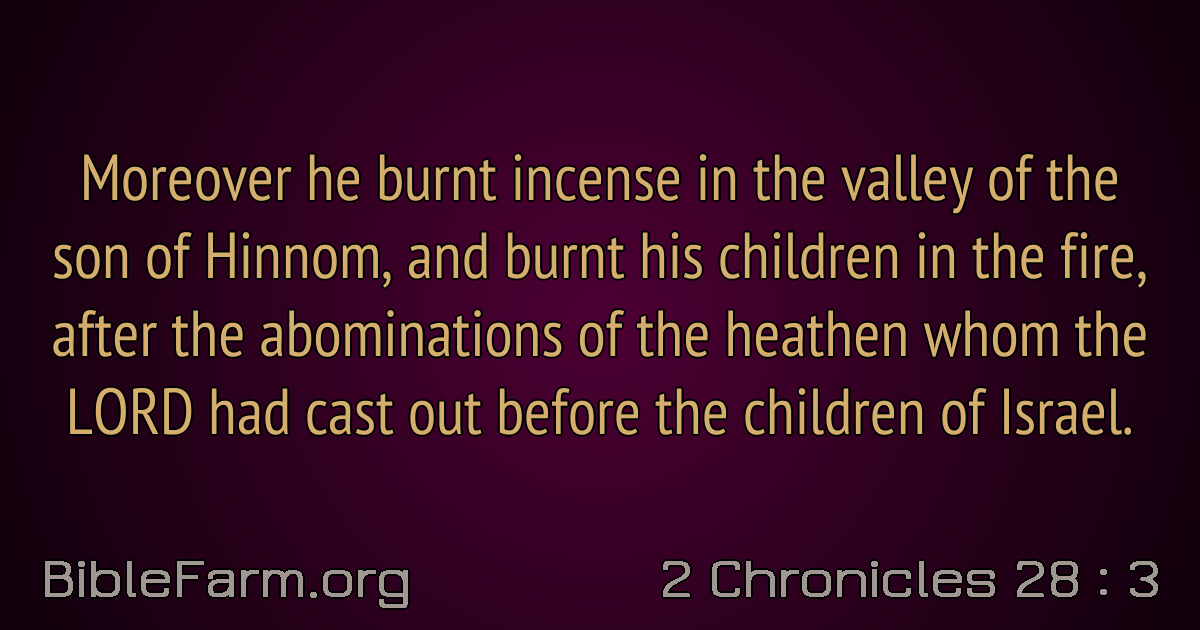 Moreover he burnt incense in the valley of the
son of Hinnom, and burnt his children in the fire,
after the abominations of the heathen whom the
LORD had cast out before the children of Israel.
BibleFarm.org
2 Chronicles 28 : 3